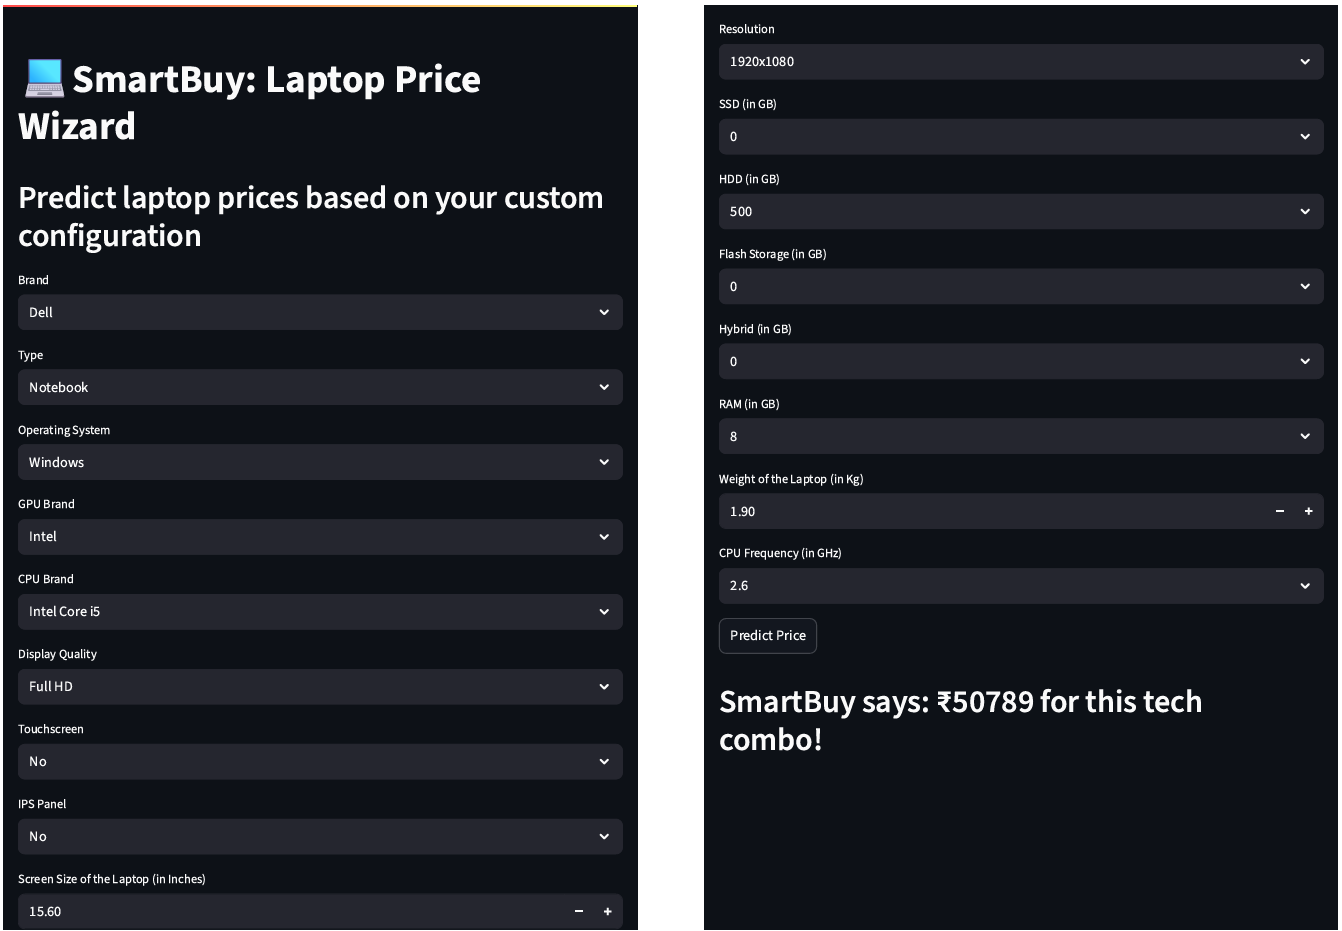 SmartBuy: Laptop Price
Wizard
Predict laptop prices based on your custom
configuration
Brand
Dell
Type
Notebook
Operating System
Windows
GPU Brand
Intel
CPU Brand
Intel Core i5
Display Quality
Full HD
Touchscreen
No
IPS Panel
No
Screen Size of the Laptop (in Inches)
15.60
Resolution
1920x1080
SSD (in GB)
0
HDD (in GB)
500
Flash Storage (in GB)
0
Hybrid (in GB)
0
RAM (in GB)
8
Weight of the Laptop (in Kg)
1.90
CPU Frequency (in GHz)
2.6
Predict Price
SmartBuy says: ₹50789 for this tech
combo!